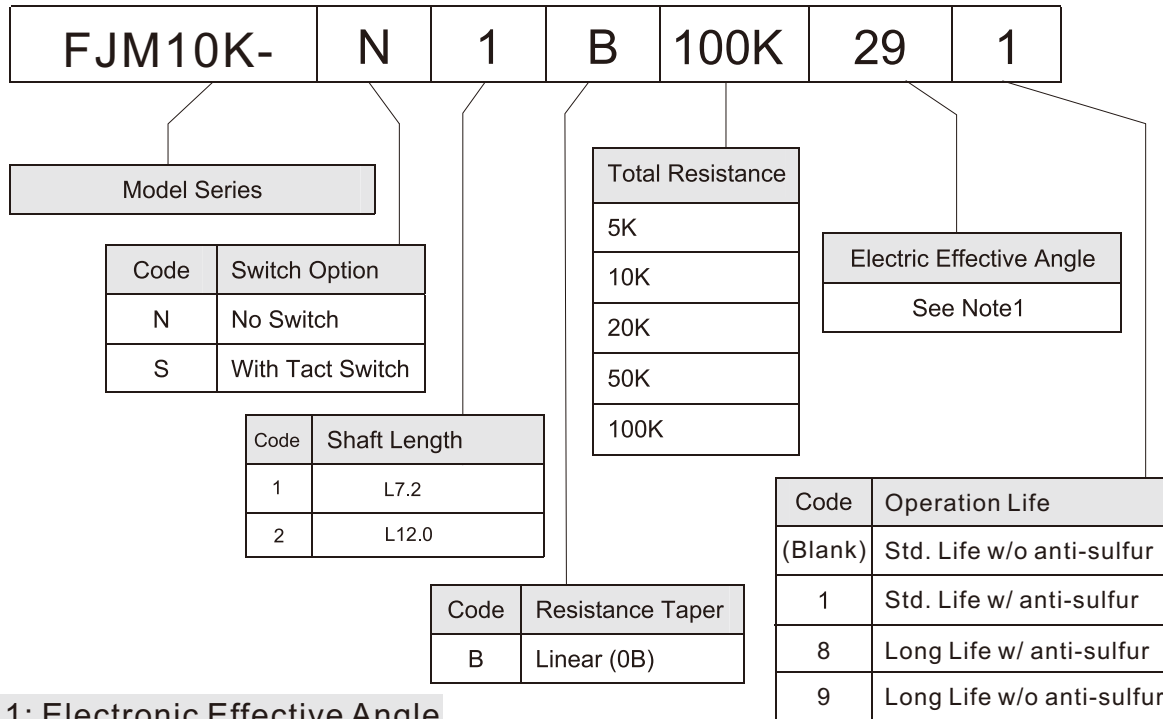 FJM10K- N 1 B 100K 29 1
Model Series
Code Switch Option
N No Switch
S With Tact Switch
Code Shaft Length
1 L7.2
2 L12.0
Code Resistance Taper
B Linear (0B)
Total Resistance
5K
10K
20K
50K
100K
Electric Effective Angle
See Note1
Code Operation Life
(Blank) Std. Life w/o anti-sulfur
1 Std. Life w/ anti-sulfur
8 Long Life w/ anti-sulfur
9 Long Life w/o anti-sulfur
1: Electronic Effective Angle